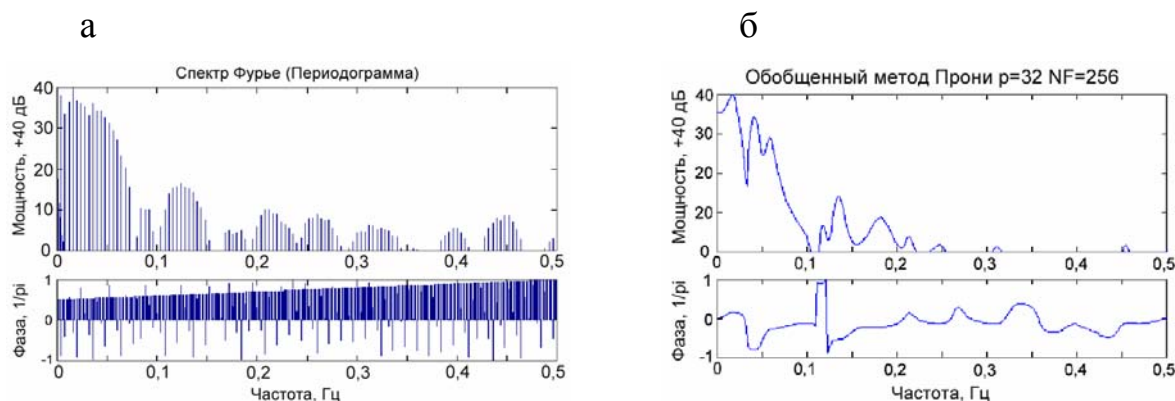 а
Спектр Фурье (Периодограмма)
Мощность, +40 дБ
40
30
20
10
0
0 0,1 0,2 0,3 0,4 0,5
Фаза, 1/pi
1
0
-1
0 0,1 0,2 0,3 0,4 0,5
Частота, Гц
б
Обобщенный метод Прони p=32 NF=256
Мощность, +40 дБ
40
30
20
20
0
0 0,1 0,2 0,3 0,4 0,5
Фаза, 1/pi
1
0
-1
0 0,1 0,2 0,3 0,4 0,5
Частота, Гц